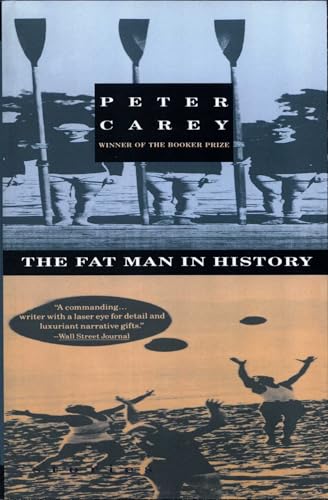 PETER
CAREY
WINNER OF THE BOOKER PRIZE
THE FAT MAN IN HISTORY
"A commanding...
writer with a laser eye for detail and
luxuriant narrative gifts."
—Wall Street Journal
stories